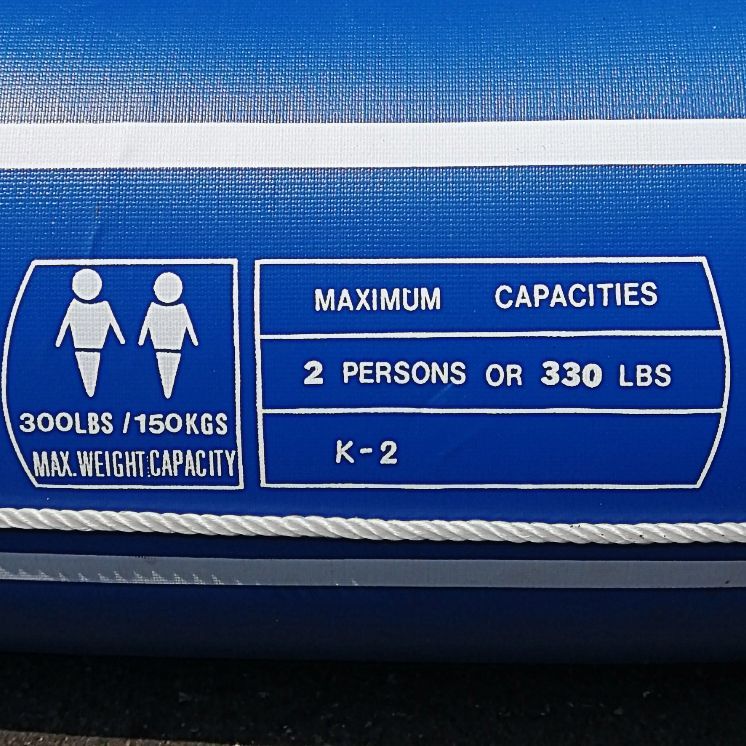 300LBS /150KGS
MAX. WEIGHT CAPACITY
MAXIMUM CAPACITIES
2 PERSONS OR 330 LBS
K-2